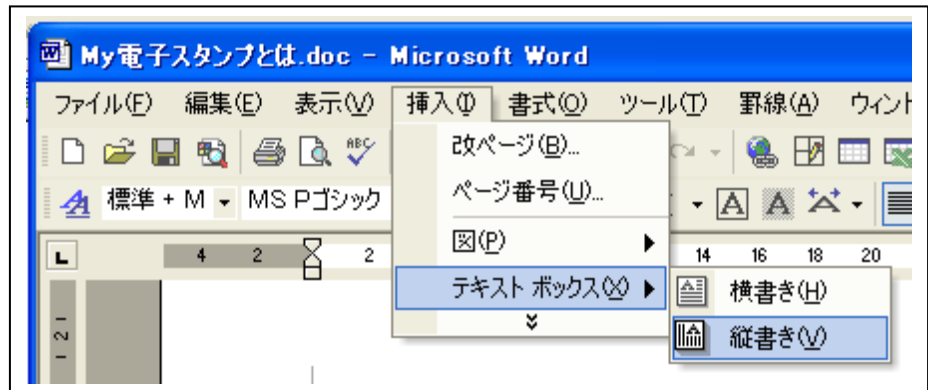 My電子スタンプとは.doc - Microsoft Word
ファイル(F) 編集(E) 表示(V) 挿入(I) 書式(O) ツール(T) 罫線(A) ウィント
ABC
標準 + M MS Pゴシック
改ページ(B)...
ページ番号(U)...
図(P)
テキスト ボックス(X)
横書き(H)
縦書き(V)
4 2 2 14 16 18 20
2